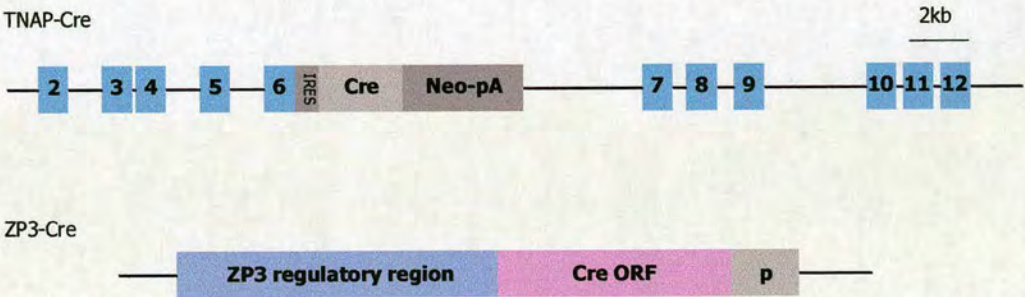 TNAP-Cre
2kb
2 3 4 5 6 IRES Cre Neo-pA 7 8 9 10 11 12
ZP3-Cre
ZP3 regulatory region Cre ORF p